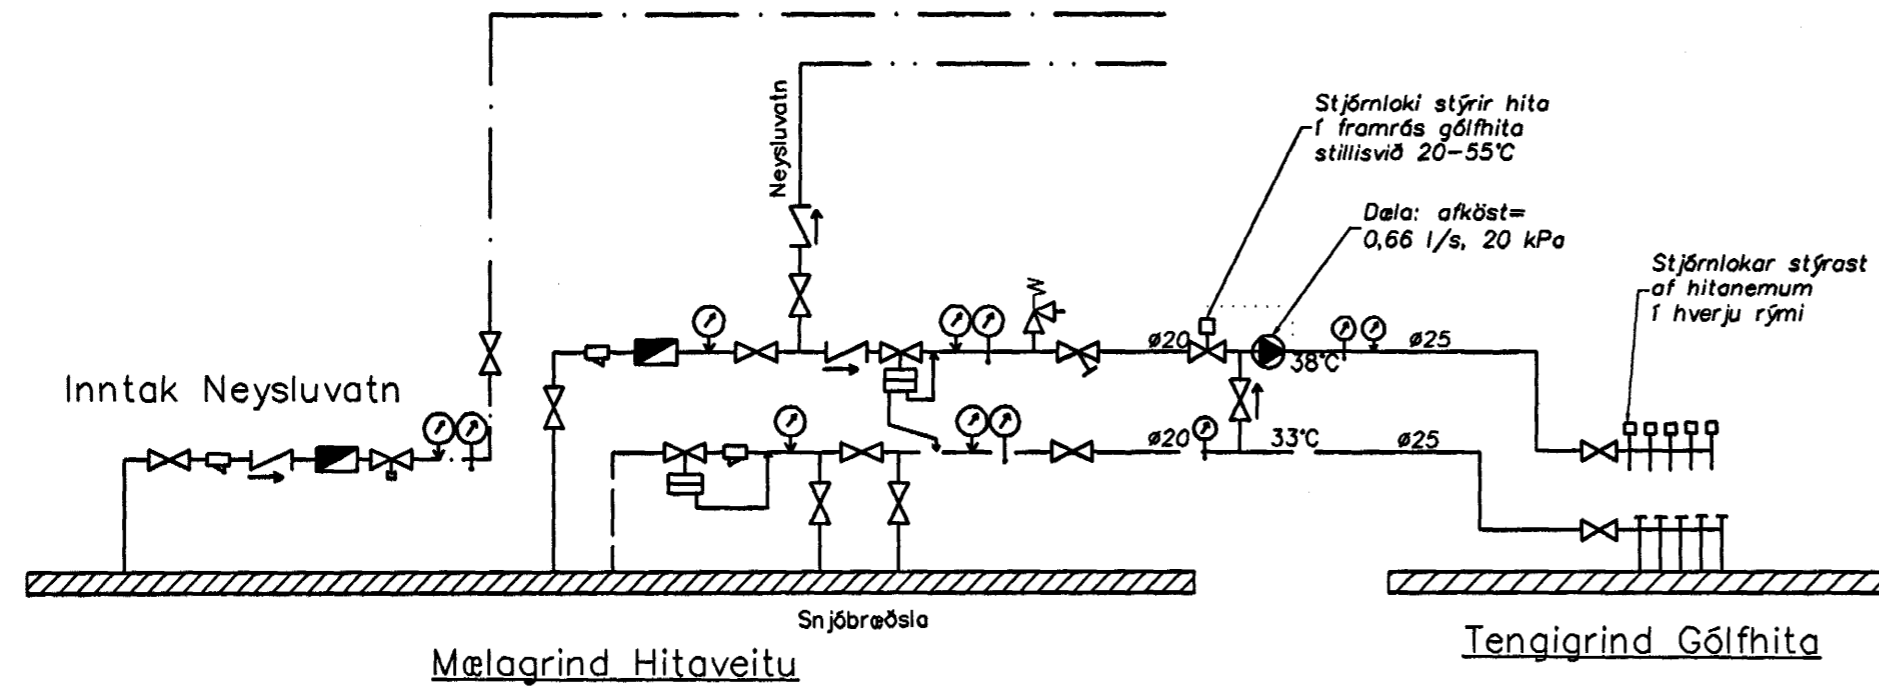 Neysluvatn
Stjórnloki stýrir hita
í framrás gólfhita
stillisvið 20-55°C
Dæla: afköst=
0,66 l/s, 20 kPa
Stjórnlokar stýrast
af hitanemum
í hverju rými
ø20
38°C
ø25
Inntak Neysluvatn
ø20
33°C
ø25
Snjóbræðsla
Mælagrind Hitaveitu
Tengigrind Gólfhita